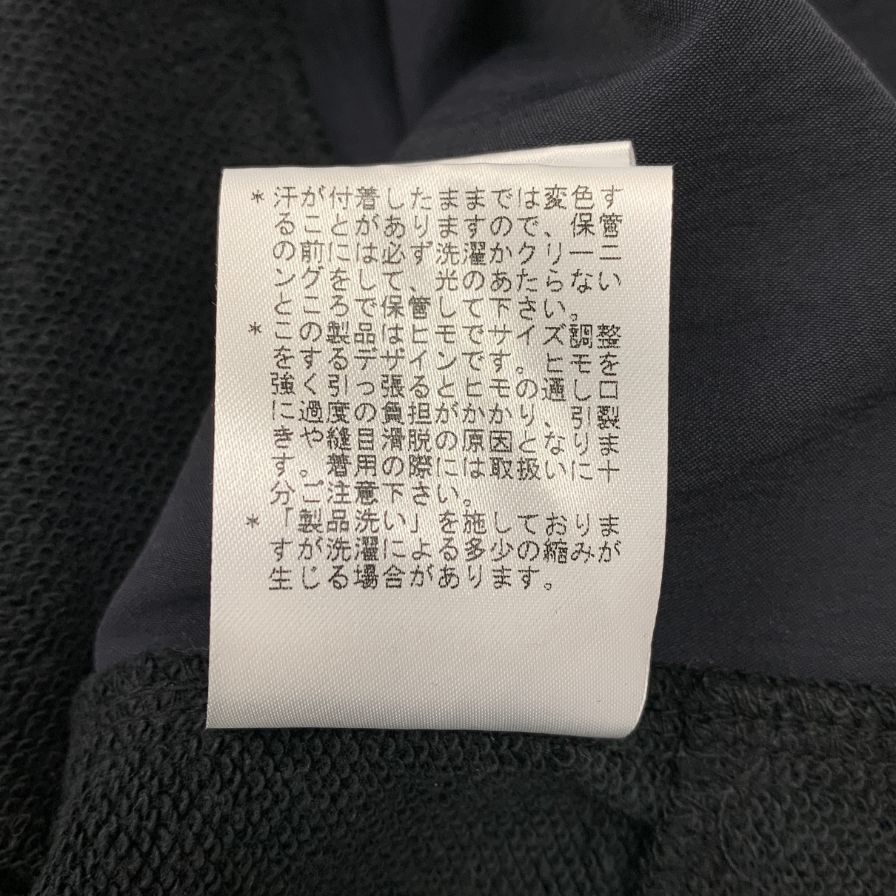 ＊汗が付着したままでは変色す
ることがありますので、保管
の前には必ず洗濯かクリーニ
ングをして、光のあたらない
ところで保管して下さい。
＊この製品はヒモでサイズ調整
をするデザインです。ヒモを
強く引っ張るとヒモの通し口
に過度の負担がかかり、引裂
きや縫目滑脱の原因となりま
す。着用の際は取扱いに十
分ご注意下さい。
＊「製品洗い」を施しておりま
すが洗濯による多少の縮みが
生じる場合があります。